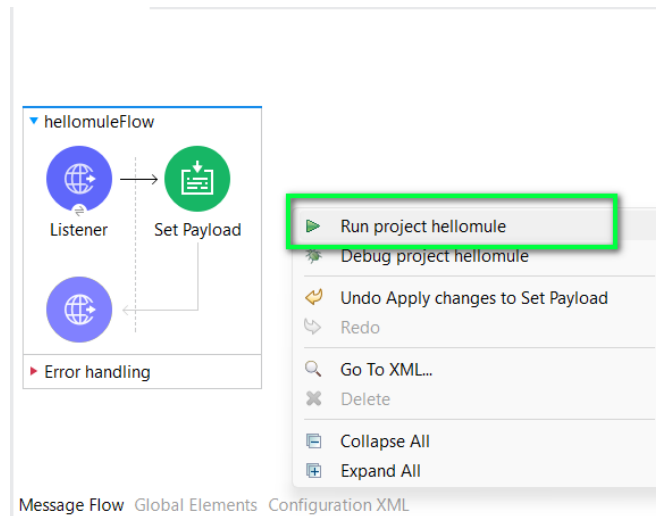 hellomuleFlow
Listener
Set Payload
Error handling
Run project hellomule
Debug project hellomule
Undo Apply changes to Set Payload
Redo
Go To XML...
Delete
Collapse All
Expand All
Message Flow Global Elements Configuration XML